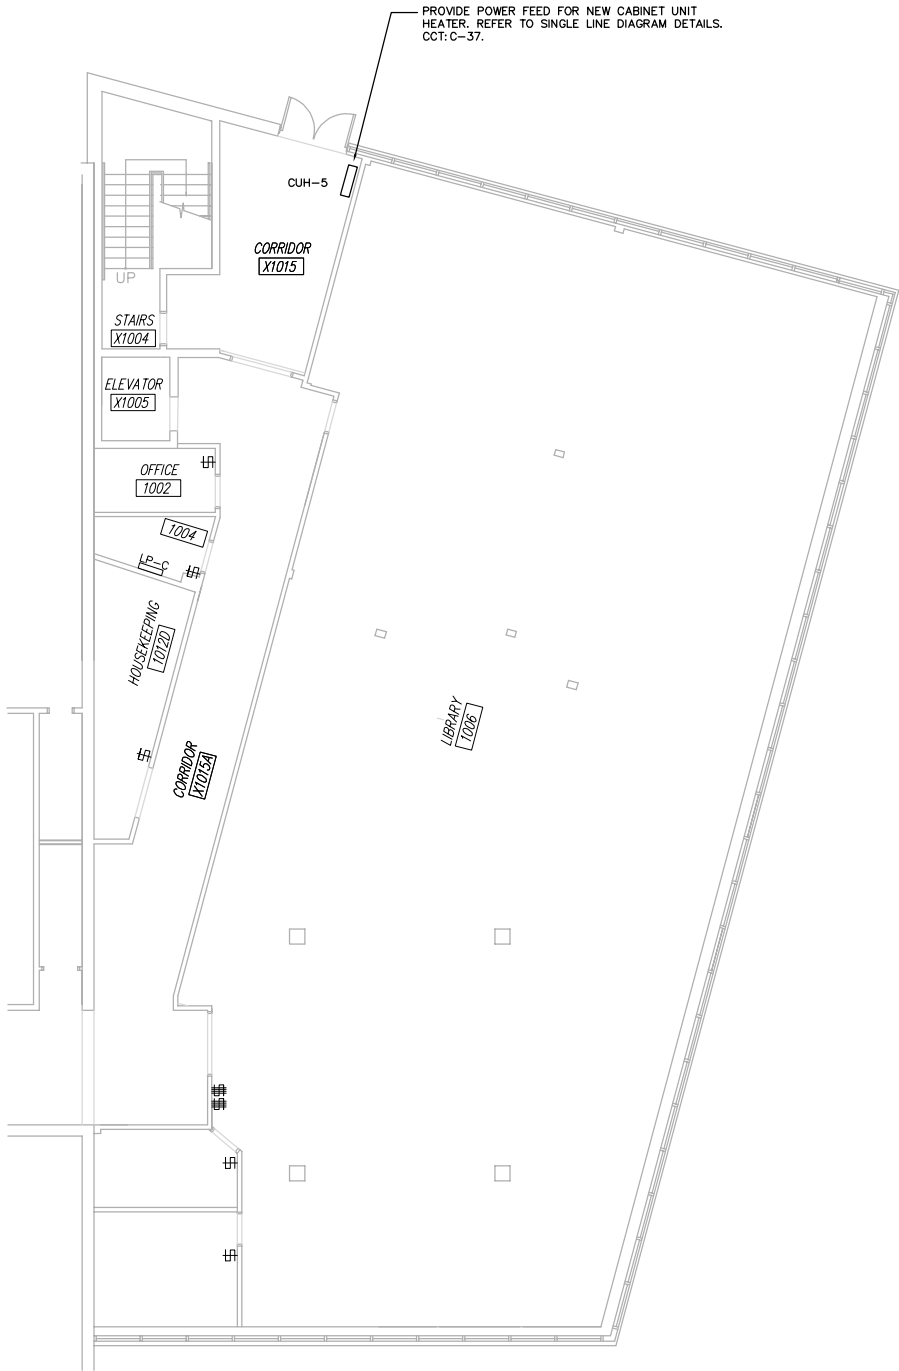 PROVIDE POWER FEED FOR NEW CABINET UNIT
HEATER. REFER TO SINGLE LINE DIAGRAM DETAILS.
CCT: C-37.
CUH-5
CORRIDOR
X1015
UP
STAIRS
X1004
ELEVATOR
X1005
OFFICE
1002
1004
LP-C
HOUSEKEEPING
1012D
LIBRARY
1006
CORRIDOR
X1015A